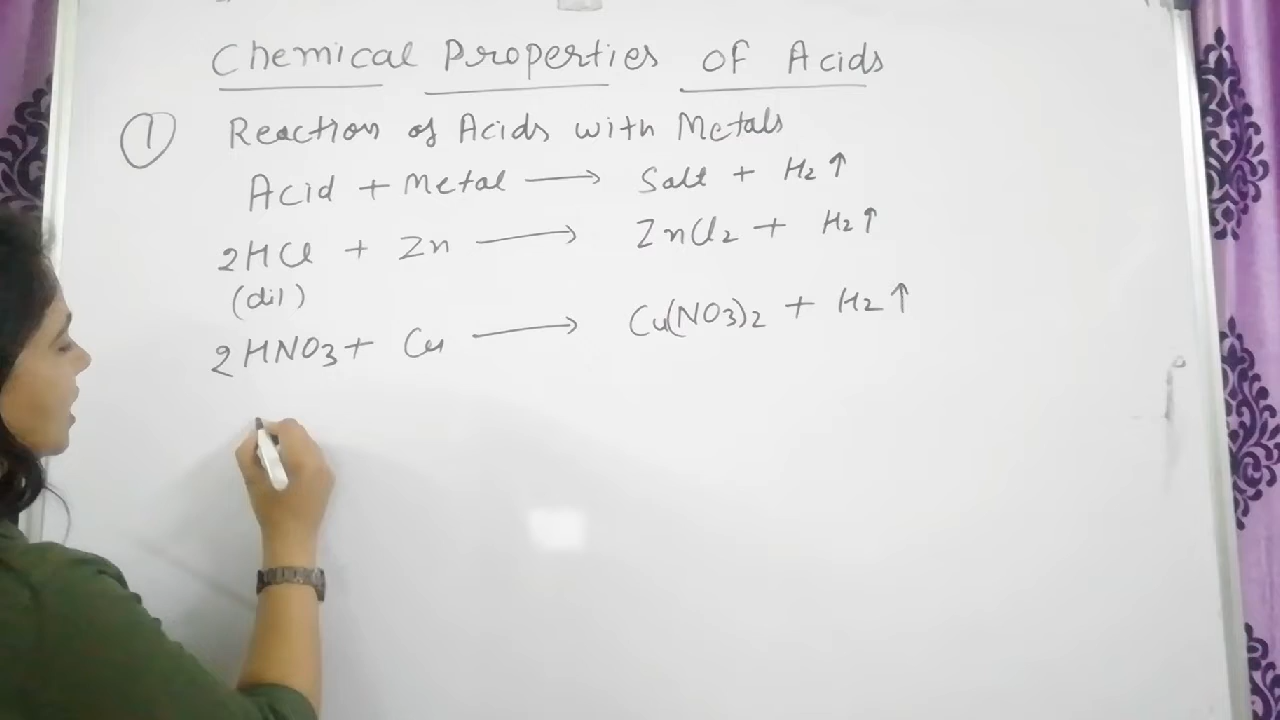 Chemical Properties of Acids
① Reaction of Acids with Metals
Acid + Metal ⟶ Salt + H₂↑
2HCl + Zn ⟶ ZnCl₂ + H₂↑
(dil)
2HNO₃ + Cu ⟶ Cu(NO₃)₂ + H₂↑